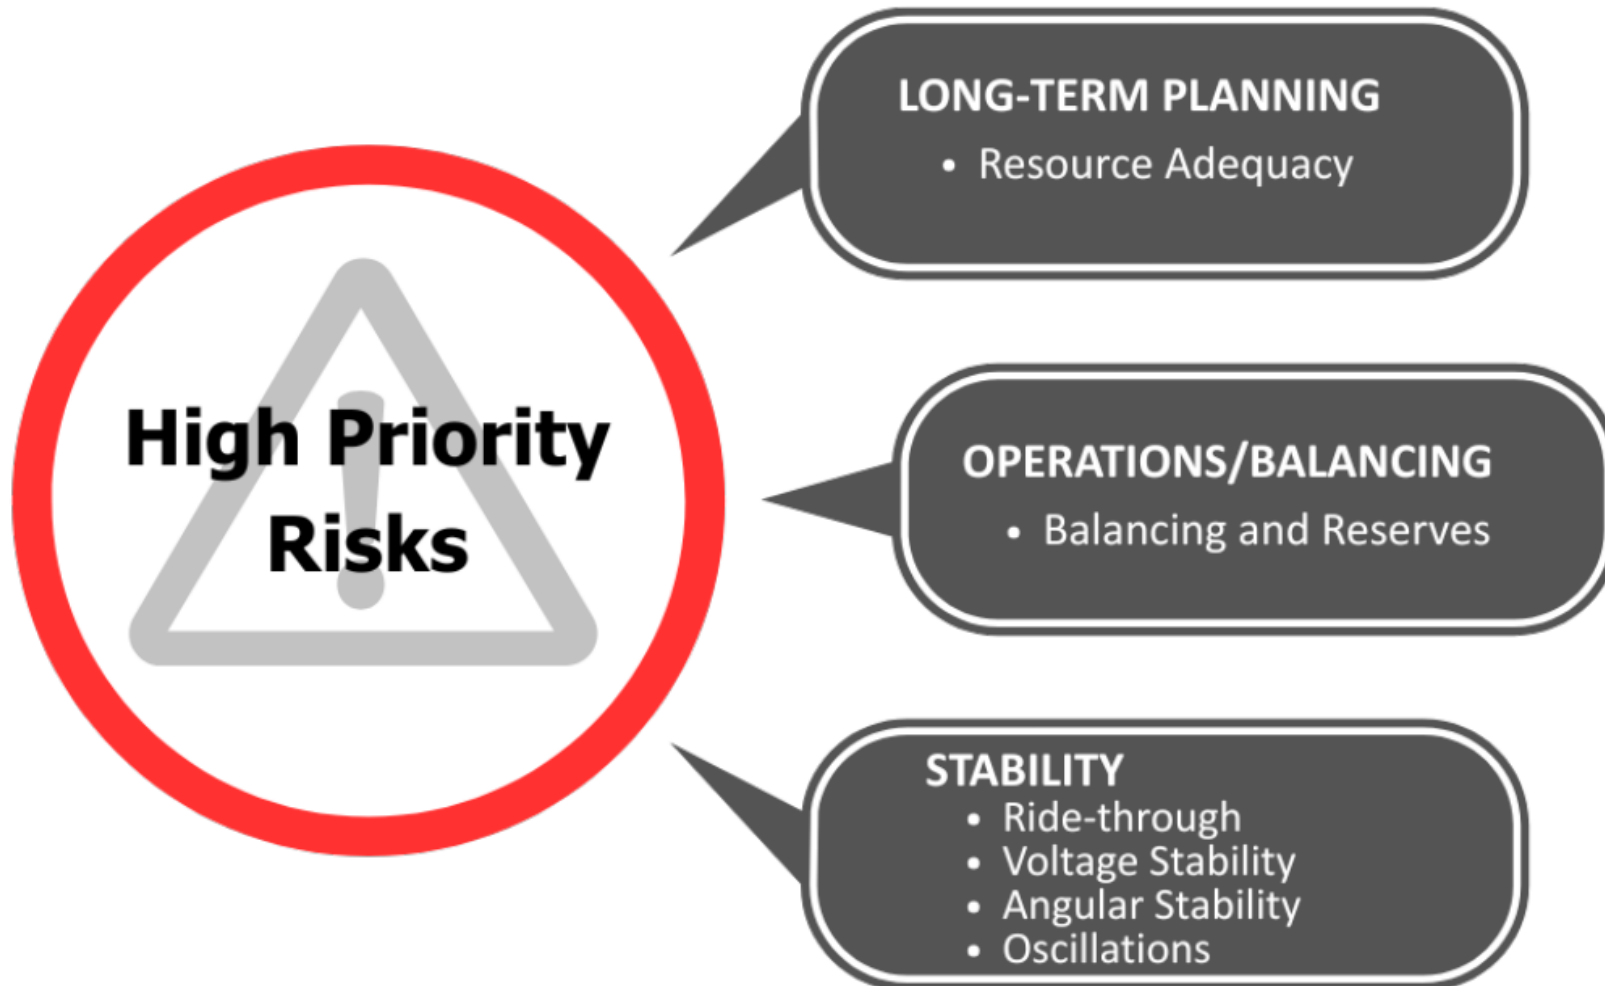 High Priority
Risks
LONG-TERM PLANNING
• Resource Adequacy
OPERATIONS/BALANCING
• Balancing and Reserves
STABILITY
• Ride-through
• Voltage Stability
• Angular Stability
• Oscillations